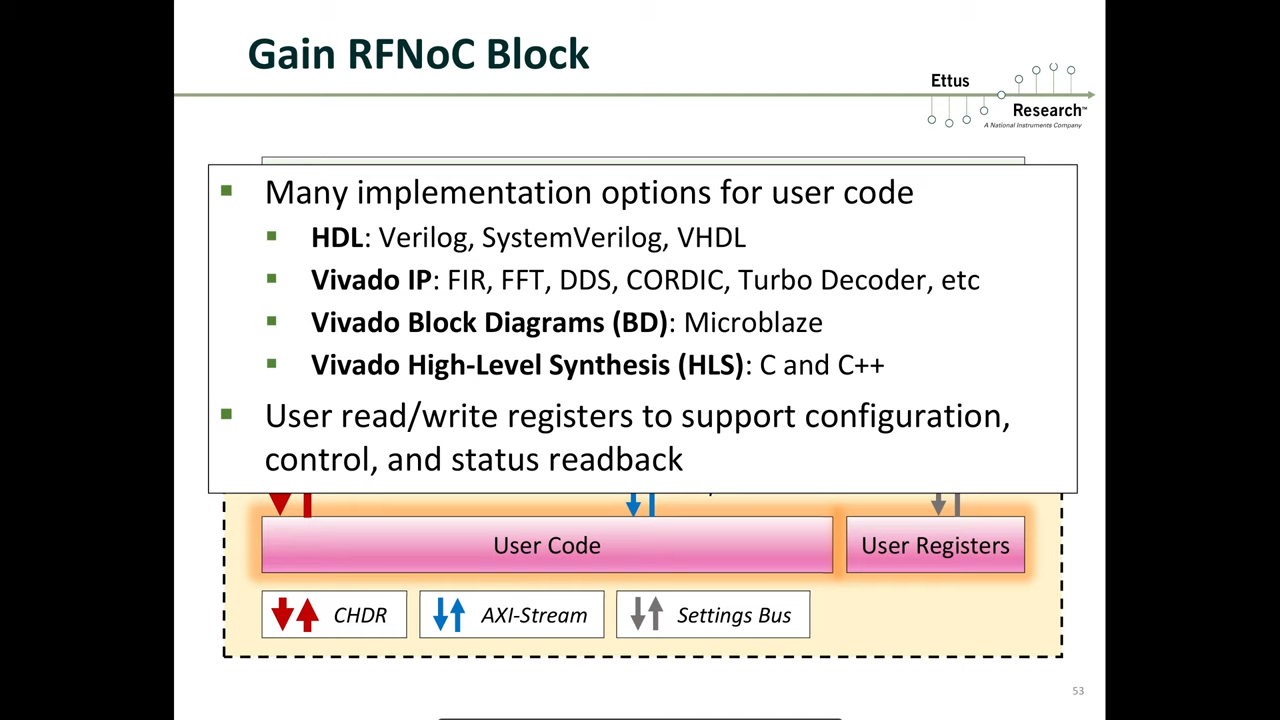 Gain RFNoC Block
Ettus
Research™
A National Instruments Company
Many implementation options for user code
HDL: Verilog, SystemVerilog, VHDL
Vivado IP: FIR, FFT, DDS, CORDIC, Turbo Decoder, etc
Vivado Block Diagrams (BD): Microblaze
Vivado High-Level Synthesis (HLS): C and C++
User read/write registers to support configuration,
control, and status readback
User Code
User Registers
CHDR
AXI-Stream
Settings Bus
53